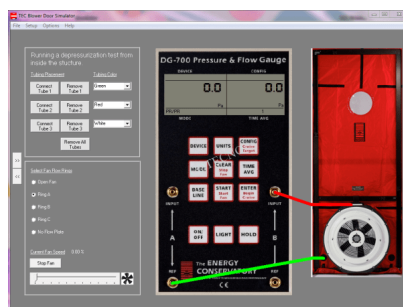 TEC Blower Door Simulator
File Setup Options Help
Running a depressurization test from
inside the stucture.
Tubing Placement Tubing Color
Connect Tube 1 Remove Tube 1 Green
Connect Tube 2 Remove Tube 2 Red
Connect Tube 3 Remove Tube 3 White
Remove All
Tubes
>>
<<
Select Fan Flow Rings
Open Fan
Ring A
Ring B
Ring C
No Flow Plate
Current Fan Speed 0.00 %
Stop Fan
DG-700 Pressure & Flow Gauge
DEVICE CONFIG
0.0 0.0
Pa Pa
PR/PR 1
MODE TIME AVG
DEVICE UNITS CONFIG
MODE CLEAR TIME AVG
BASE LINE START ENTER
INPUT INPUT
ON/OFF LIGHT HOLD
A B
REF REF
The ENERGY
CONSERVATORY
CE